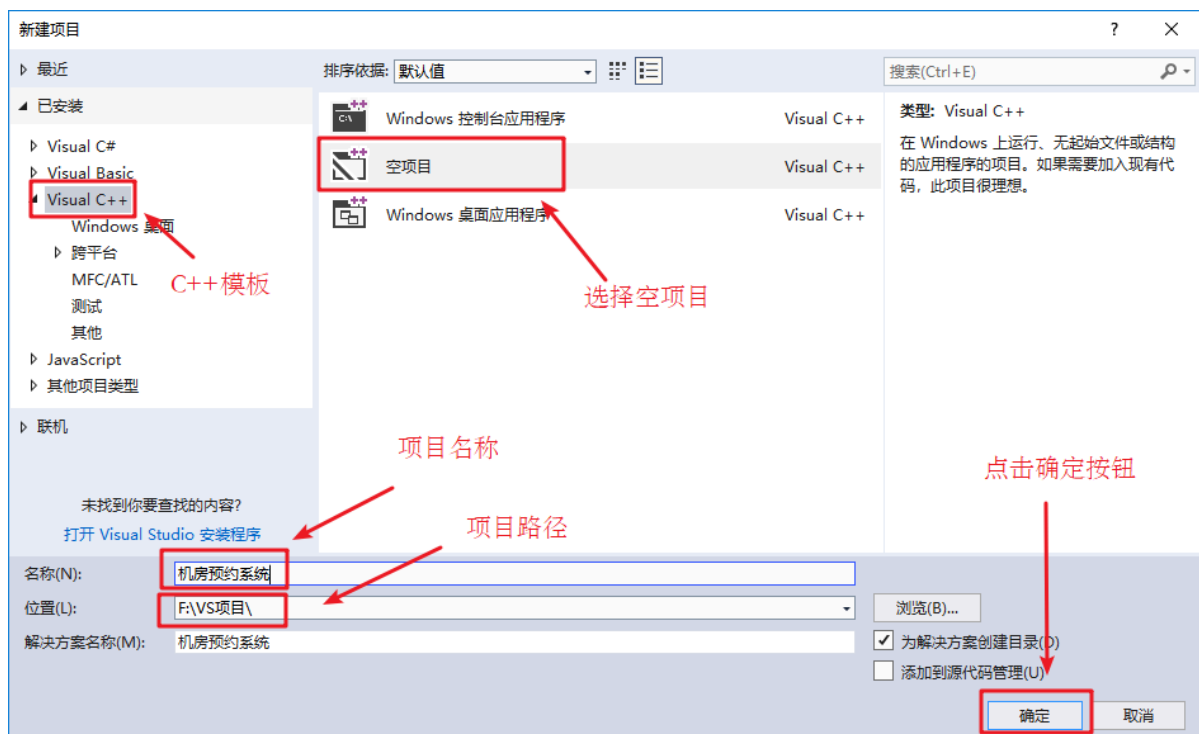 新建项目
? ×
最近
排序依据: 默认值
搜索(Ctrl+E)
已安装
Visual C#
Visual Basic
Visual C++
Windows 桌面
跨平台
MFC/ATL
测试
其他
JavaScript
其他项目类型
联机
C++模板
Windows 控制台应用程序 Visual C++
空项目 Visual C++
Windows 桌面应用程序 Visual C++
选择空项目
类型: Visual C++
在 Windows 上运行、无起始文件或结构
的应用程序的项目。如果需要加入现有代
码，此项目很理想。
项目名称
点击确定按钮
未找到你要查找的内容?
打开 Visual Studio 安装程序
项目路径
名称(N): 机房预约系统
位置(L): F:\VS项目\
浏览(B)...
解决方案名称(M): 机房预约系统
为解决方案创建目录(D)
添加到源代码管理(U)
确定 取消